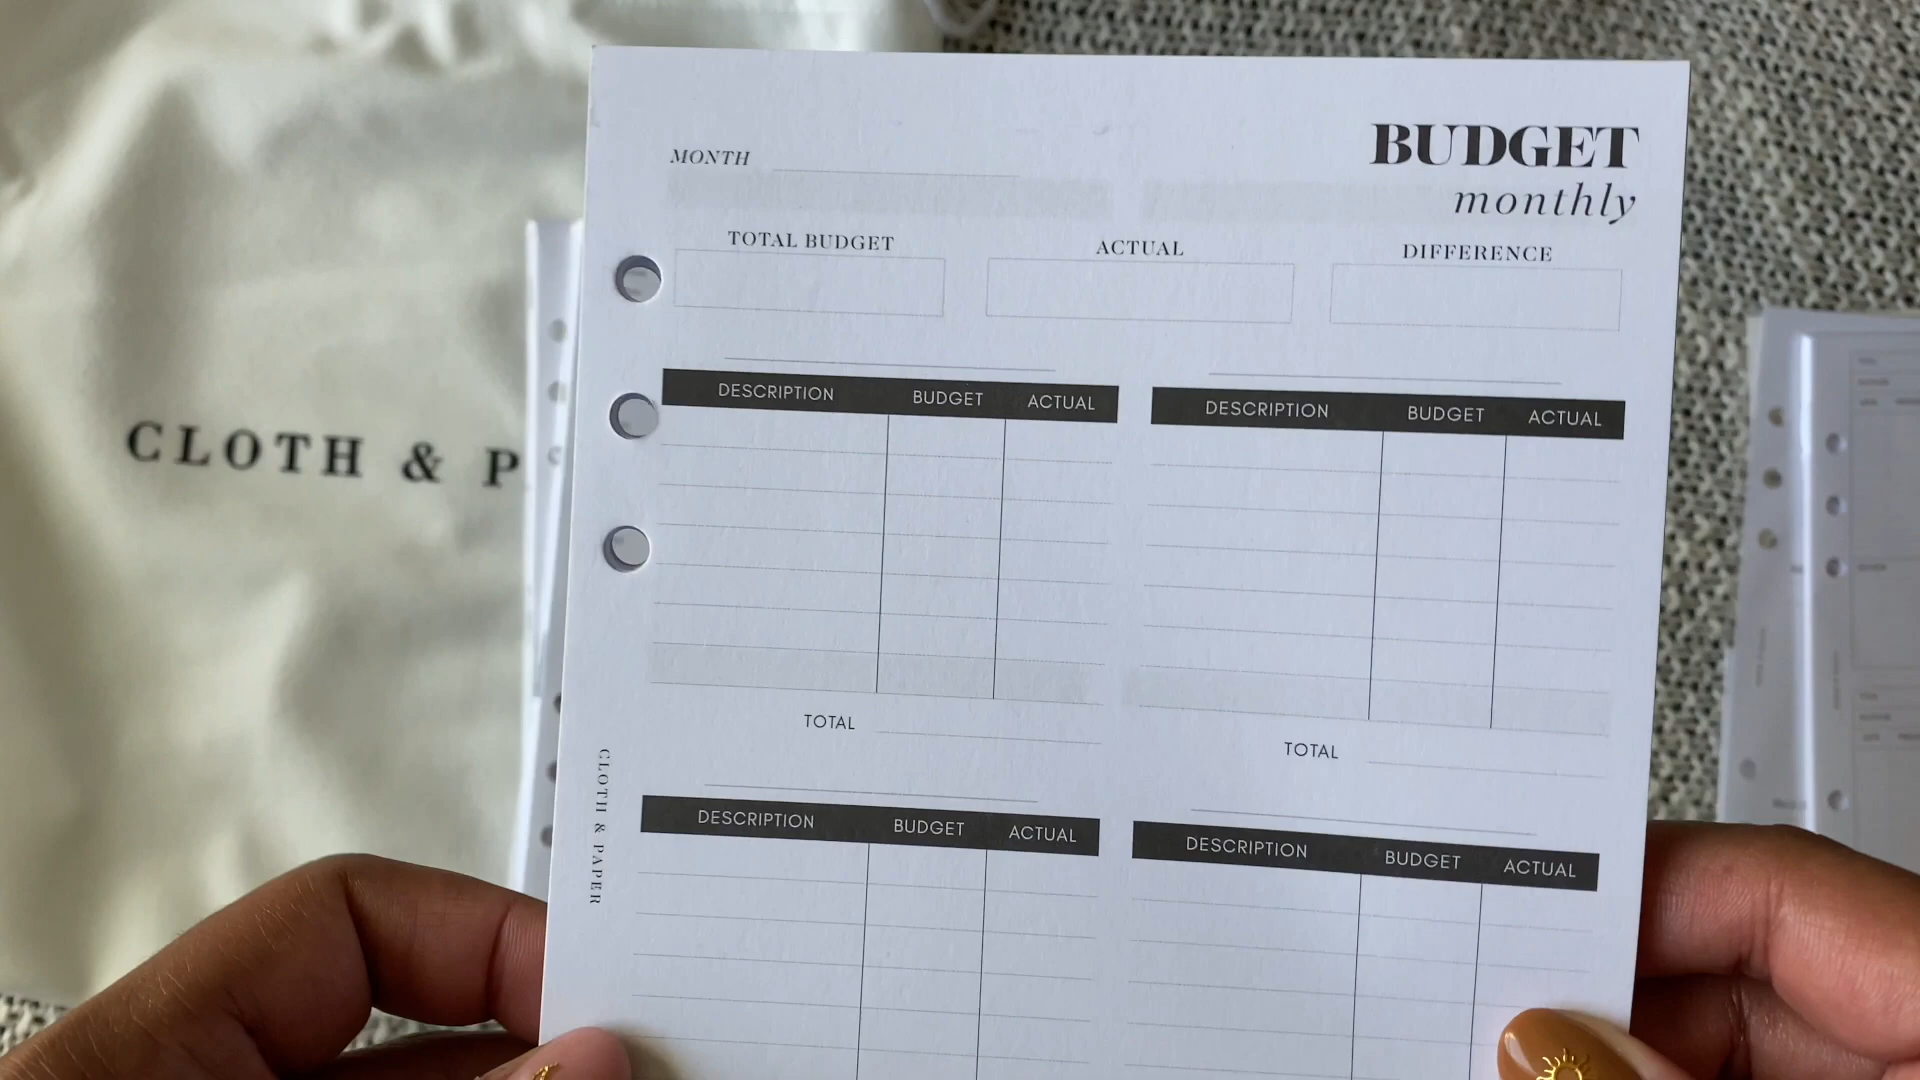 BUDGET
MONTH
monthly
TOTAL BUDGET ACTUAL DIFFERENCE
DESCRIPTION BUDGET ACTUAL DESCRIPTION BUDGET ACTUAL
CLOTH & P
TOTAL TOTAL
DESCRIPTION BUDGET ACTUAL DESCRIPTION BUDGET ACTUAL
CLOTH & PAPER